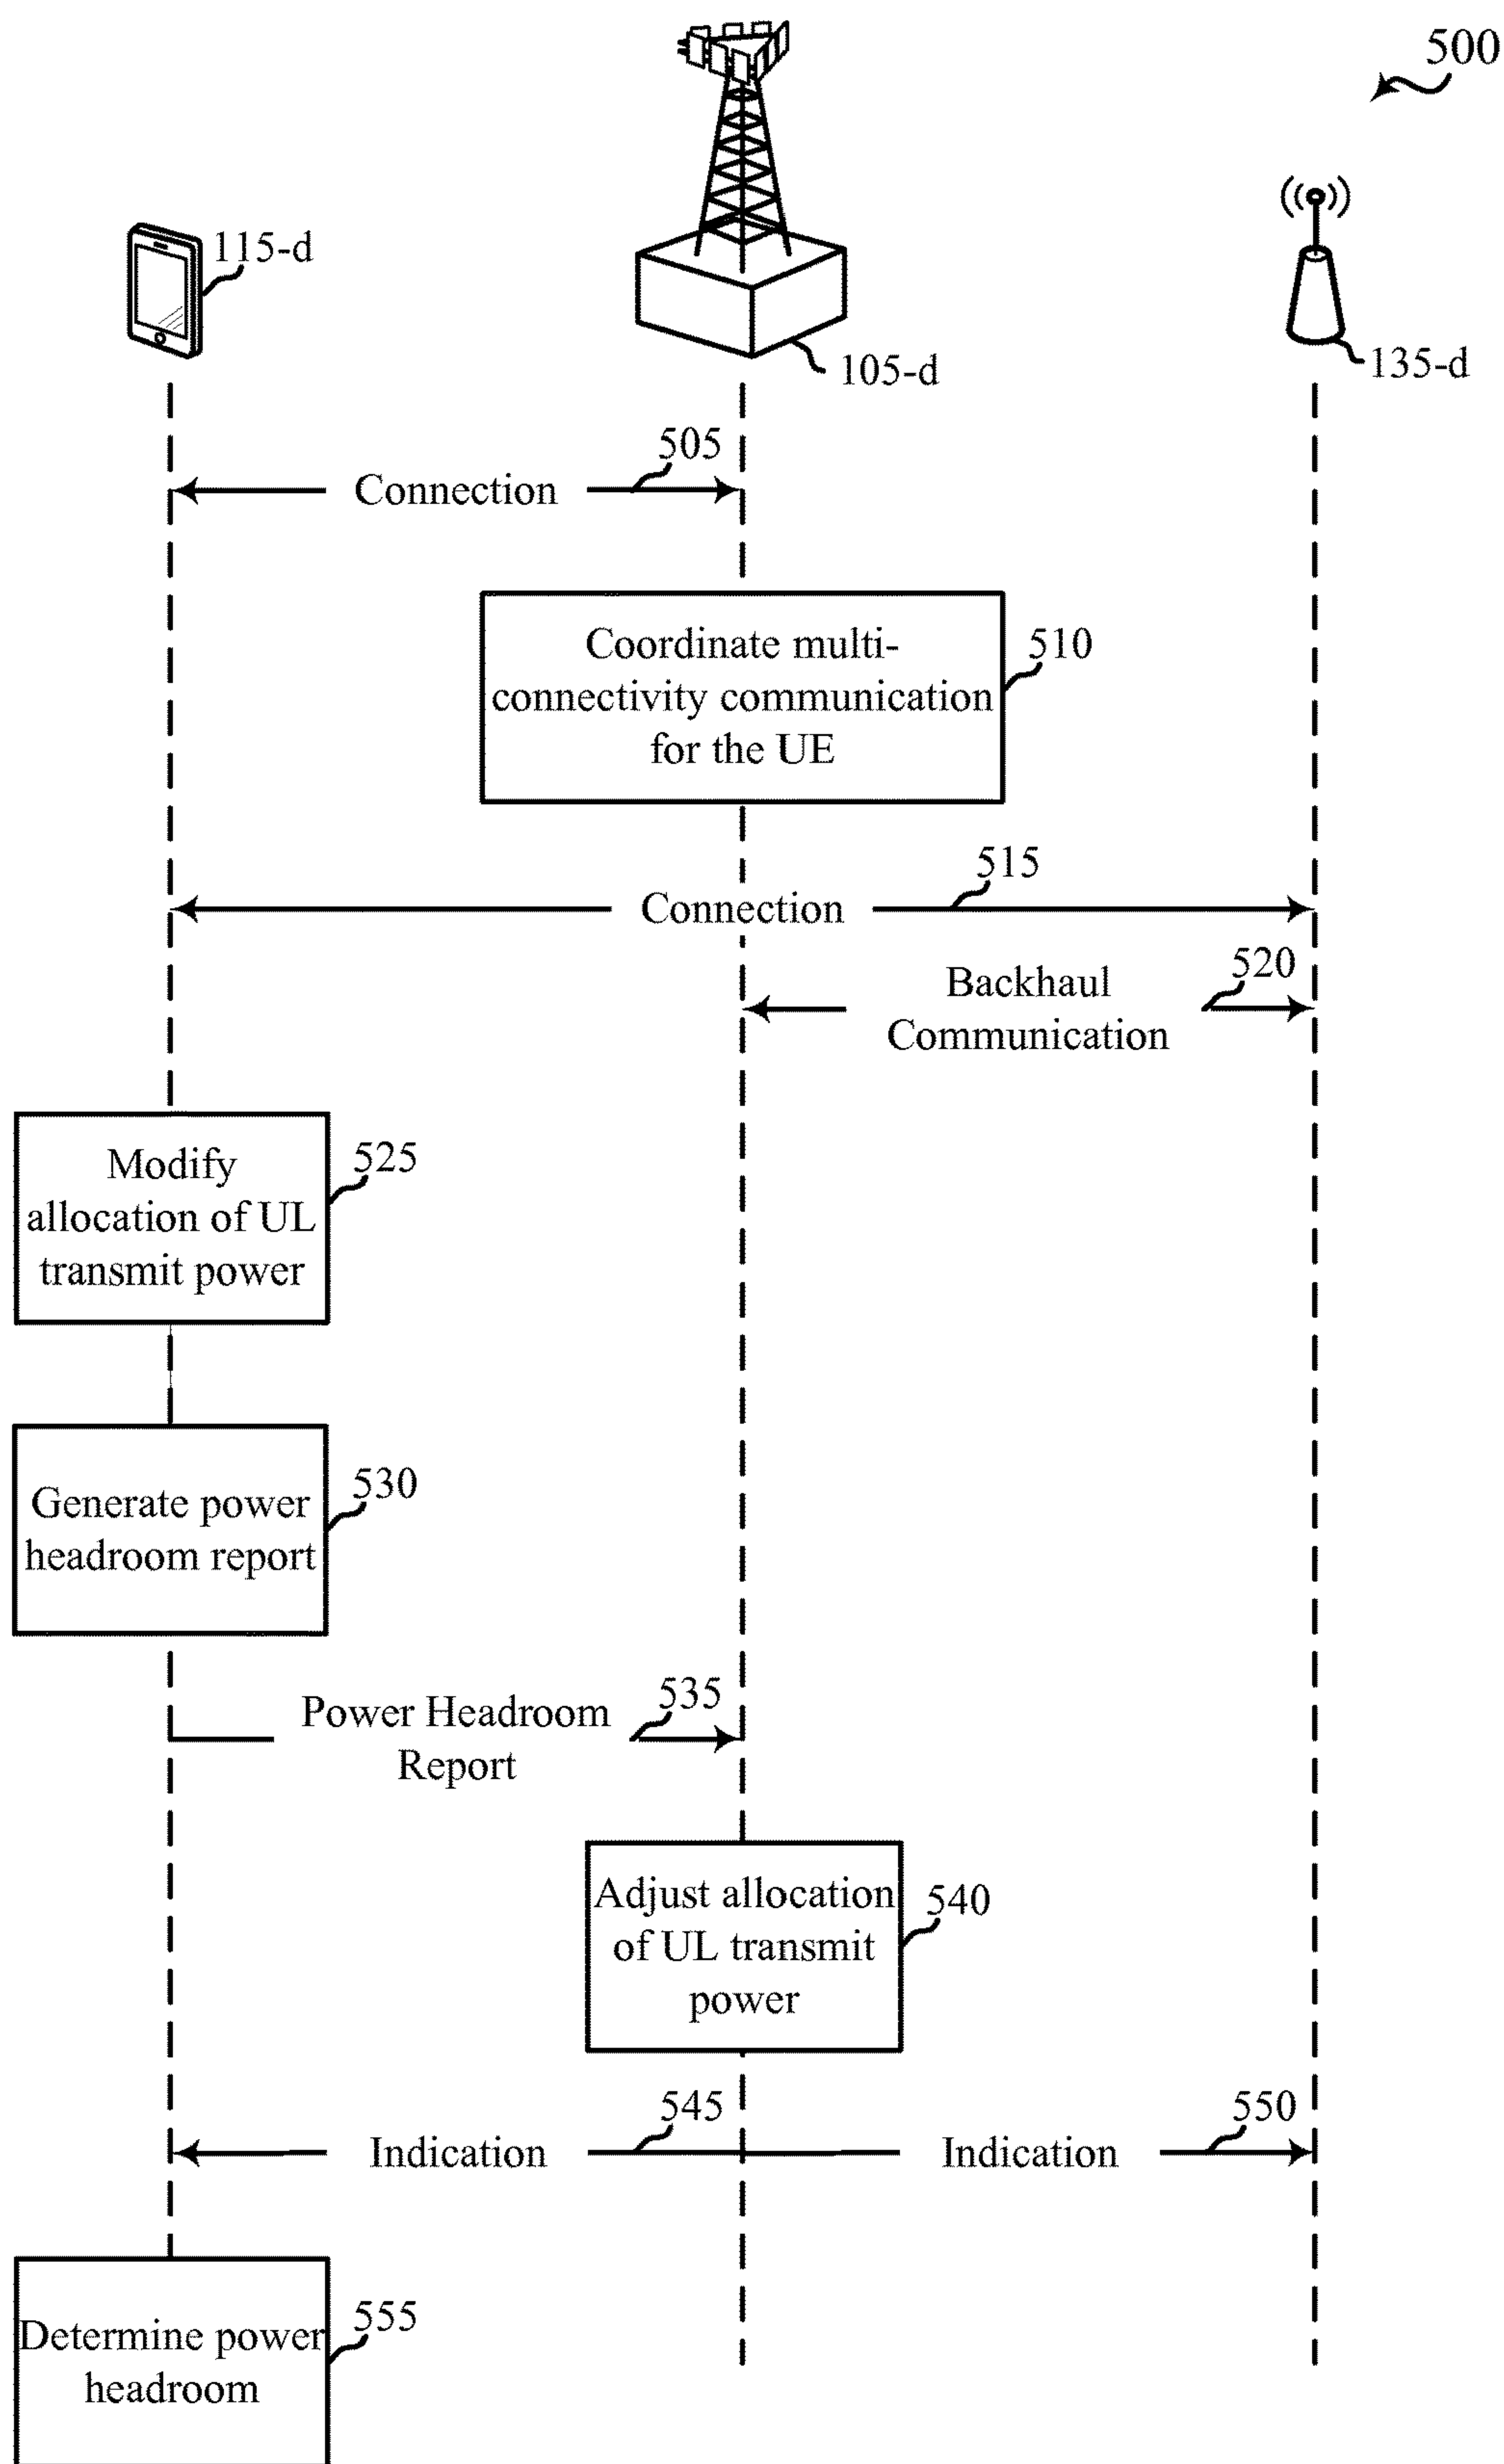 500
115-d
105-d
135-d
505
Connection
Coordinate multi-
connectivity communication
for the UE
510
515
Connection
520
Backhaul
Communication
Modify
allocation of UL
transmit power
525
Generate power
headroom report
530
Power Headroom
Report
535
Adjust allocation
of UL transmit
power
540
545
Indication
550
Indication
Determine power
headroom
555